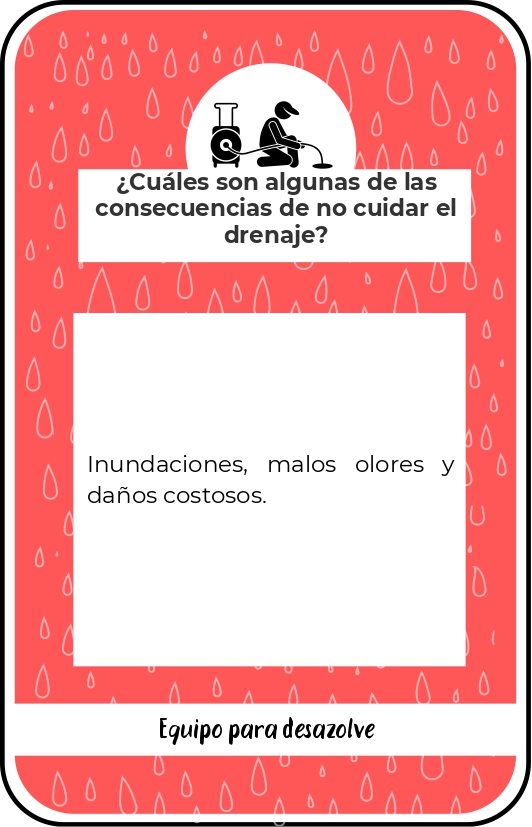 ¿Cuáles son algunas de las
consecuencias de no cuidar el
drenaje?
Inundaciones, malos olores y
daños costosos.
Equipo para desazolve